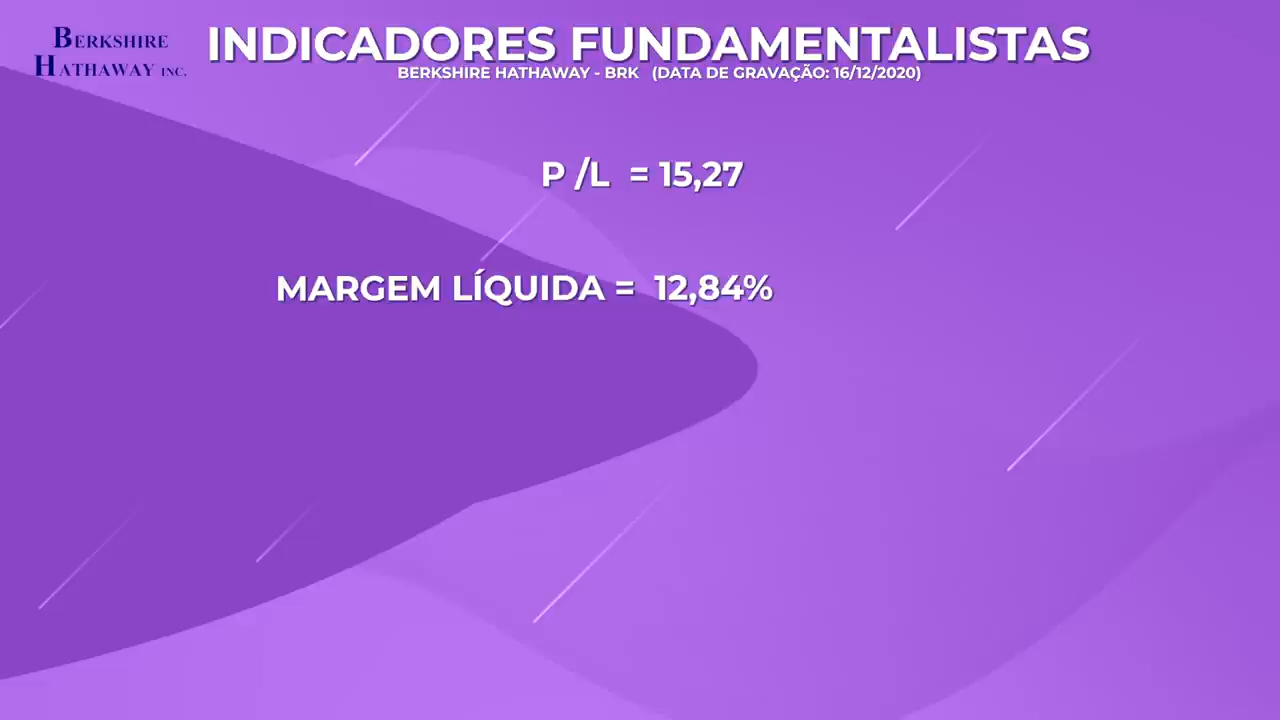 BERKSHIRE
HATHAWAY INC.
INDICADORES FUNDAMENTALISTAS
BERKSHIRE HATHAWAY - BRK (DATA DE GRAVAÇÃO: 16/12/2020)
P /L = 15,27
MARGEM LÍQUIDA = 12,84%